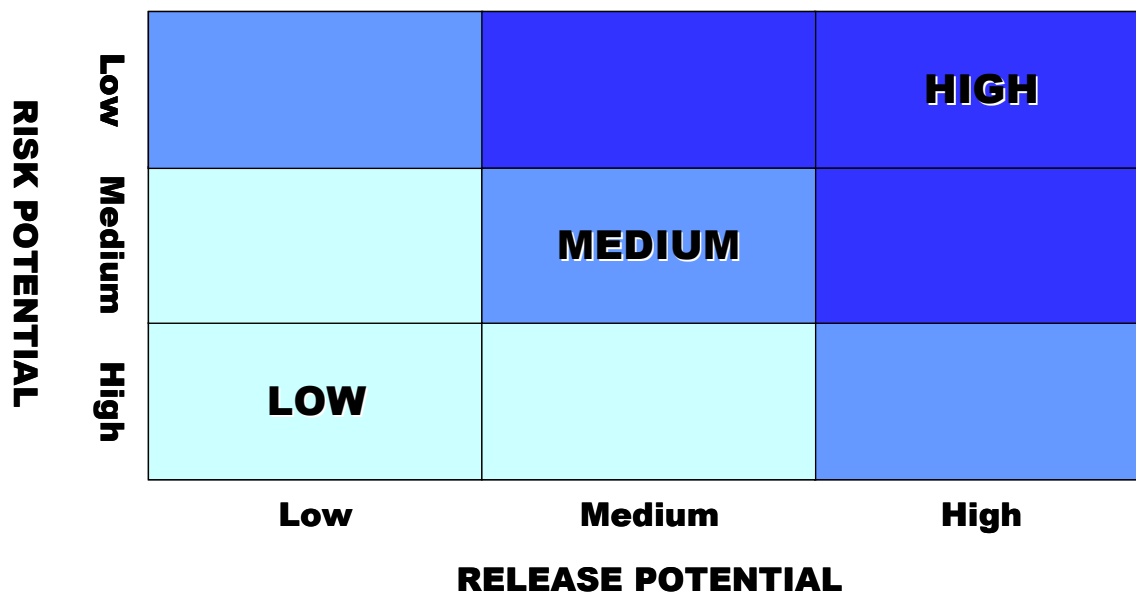 RISK POTENTIAL
Low
Medium
High
HIGH
MEDIUM
LOW
Low
Medium
High
RELEASE POTENTIAL